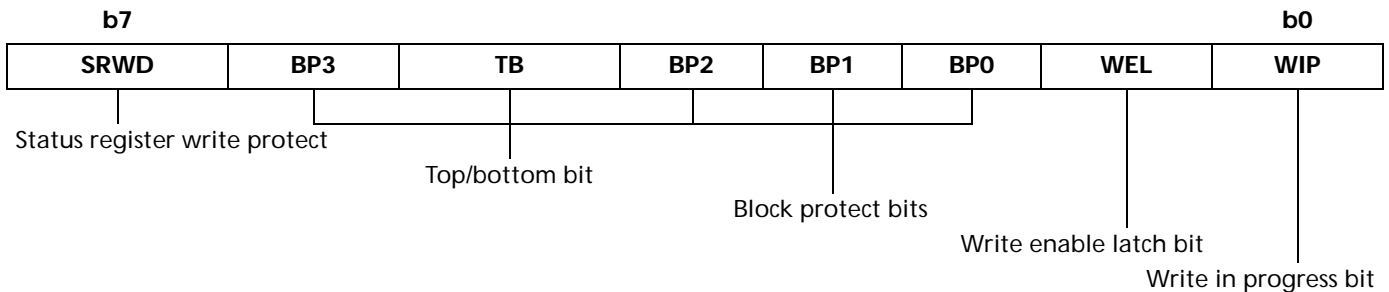 b7 b0
SRWD BP3 TB BP2 BP1 BP0 WEL WIP
Status register write protect
Top/bottom bit
Block protect bits
Write enable latch bit
Write in progress bit